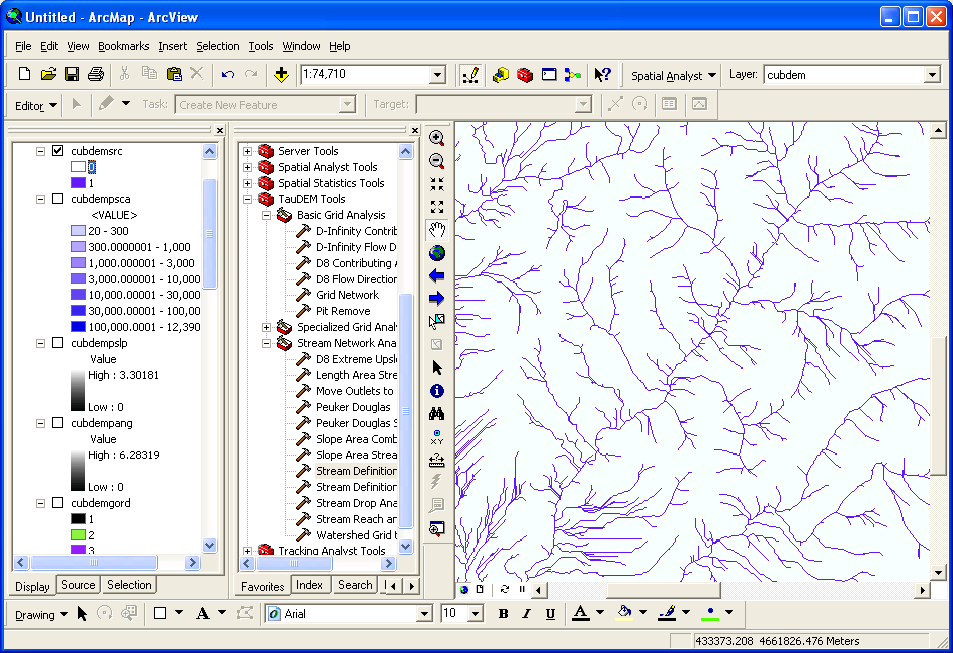 Untitled - ArcMap - ArcView
File Edit View Bookmarks Insert Selection Tools Window Help
1:74,710 Spatial Analyst Layer: cubdem
Editor Task: Create New Feature Target:
cubdemsrc
0
1
cubdempsca
<VALUE>
20 - 300
300.0000001 - 1,000
1,000.000001 - 3,000
3,000.000001 - 10,000
10,000.00001 - 30,000
30,000.00001 - 100,00
100,000.0001 - 12,390
cubdempslp
Value
High : 3.30181
Low : 0
cubdempang
Value
High : 6.28319
Low : 0
cubdemgord
1
2
3
Display Source Selection
Server Tools
Spatial Analyst Tools
Spatial Statistics Tools
TauDEM Tools
Basic Grid Analysis
D-Infinity Contrib
D-Infinity Flow D
D8 Contributing A
D8 Flow Direction
Grid Network
Pit Remove
Specialized Grid Anal
Stream Network Ana
D8 Extreme Upsl
Length Area Stre
Move Outlets to
Peuker Douglas
Peuker Douglas S
Slope Area Comb
Slope Area Strea
Stream Definition
Stream Definition
Stream Drop Ana
Stream Reach an
Watershed Grid t
Tracking Analyst Tools
Favorites Index Search
Drawing A Arial 10 B I U A
433373.208 4661826.476 Meters